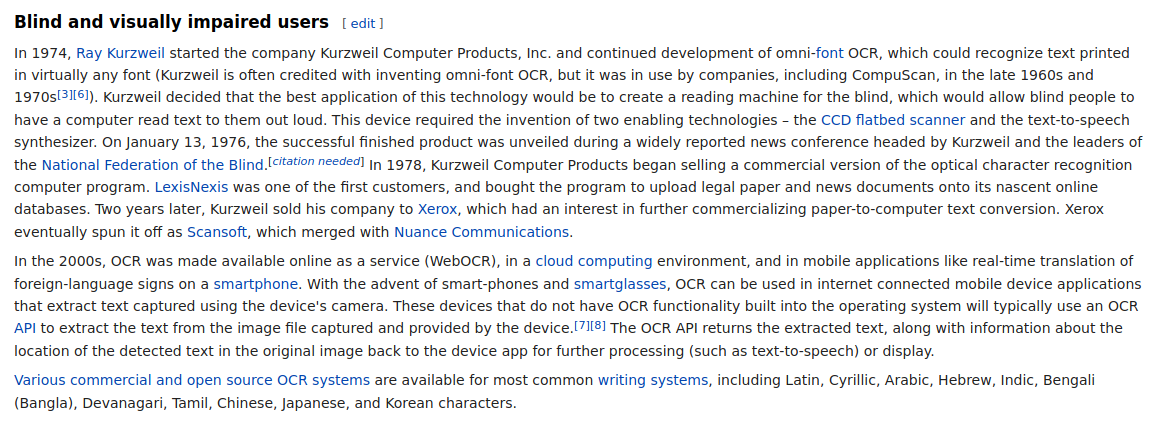 Blind and visually impaired users [ edit ]
In 1974, Ray Kurzweil started the company Kurzweil Computer Products, Inc. and continued development of omni-font OCR, which could recognize text printed
in virtually any font (Kurzweil is often credited with inventing omni-font OCR, but it was in use by companies, including CompuScan, in the late 1960s and
1970s[3][6]). Kurzweil decided that the best application of this technology would be to create a reading machine for the blind, which would allow blind people to
have a computer read text to them out loud. This device required the invention of two enabling technologies – the CCD flatbed scanner and the text-to-speech
synthesizer. On January 13, 1976, the successful finished product was unveiled during a widely reported news conference headed by Kurzweil and the leaders of
the National Federation of the Blind.[citation needed] In 1978, Kurzweil Computer Products began selling a commercial version of the optical character recognition
computer program. LexisNexis was one of the first customers, and bought the program to upload legal paper and news documents onto its nascent online
databases. Two years later, Kurzweil sold his company to Xerox, which had an interest in further commercializing paper-to-computer text conversion. Xerox
eventually spun it off as Scansoft, which merged with Nuance Communications.
In the 2000s, OCR was made available online as a service (WebOCR), in a cloud computing environment, and in mobile applications like real-time translation of
foreign-language signs on a smartphone. With the advent of smart-phones and smartglasses, OCR can be used in internet connected mobile device applications
that extract text captured using the device's camera. These devices that do not have OCR functionality built into the operating system will typically use an OCR
API to extract the text from the image file captured and provided by the device.[7][8] The OCR API returns the extracted text, along with information about the
location of the detected text in the original image back to the device app for further processing (such as text-to-speech) or display.
Various commercial and open source OCR systems are available for most common writing systems, including Latin, Cyrillic, Arabic, Hebrew, Indic, Bengali
(Bangla), Devanagari, Tamil, Chinese, Japanese, and Korean characters.